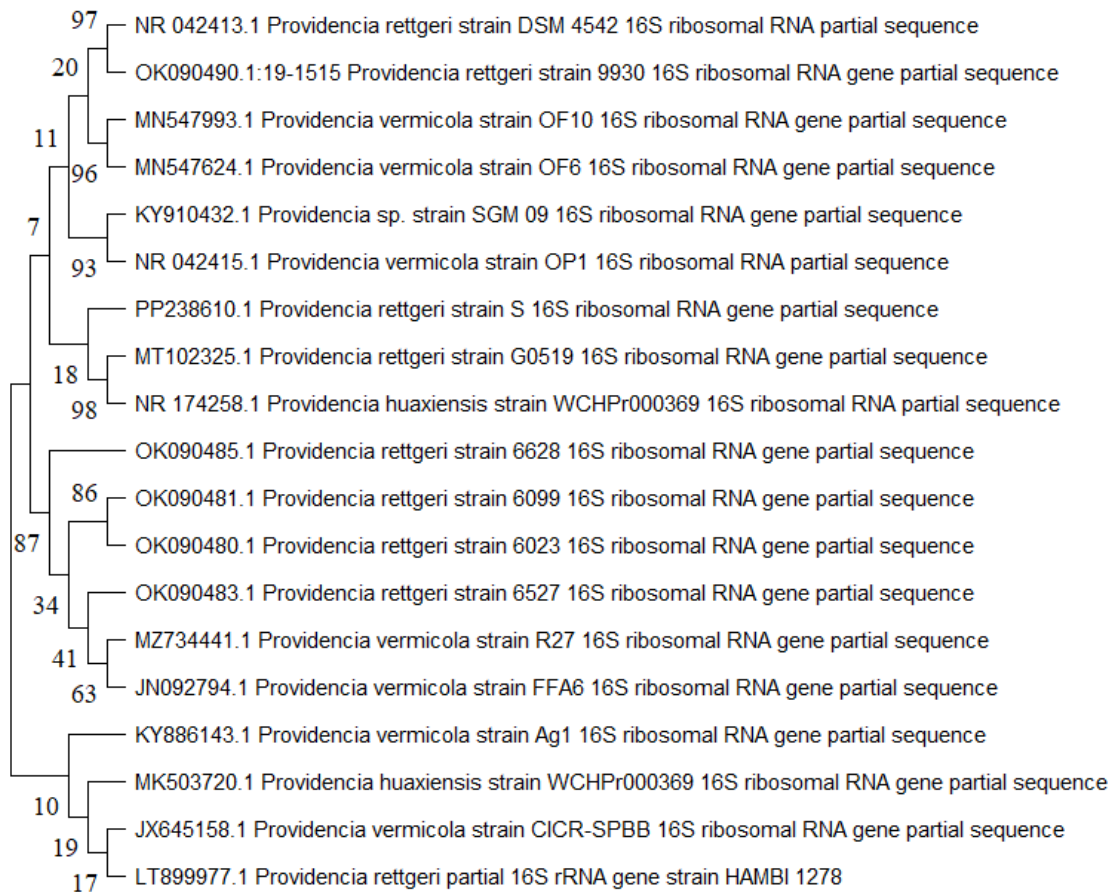 97
NR 042413.1 Providencia rettgeri strain DSM 4542 16S ribosomal RNA partial sequence
20
OK090490.1:19-1515 Providencia rettgeri strain 9930 16S ribosomal RNA gene partial sequence
MN547993.1 Providencia vermicola strain OF10 16S ribosomal RNA gene partial sequence
11
MN547624.1 Providencia vermicola strain OF6 16S ribosomal RNA gene partial sequence
96
KY910432.1 Providencia sp. strain SGM 09 16S ribosomal RNA gene partial sequence
7
NR 042415.1 Providencia vermicola strain OP1 16S ribosomal RNA partial sequence
93
PP238610.1 Providencia rettgeri strain S 16S ribosomal RNA gene partial sequence
MT102325.1 Providencia rettgeri strain G0519 16S ribosomal RNA gene partial sequence
18
NR 174258.1 Providencia huaxiensis strain WCHPr000369 16S ribosomal RNA partial sequence
98
OK090485.1 Providencia rettgeri strain 6628 16S ribosomal RNA gene partial sequence
86
OK090481.1 Providencia rettgeri strain 6099 16S ribosomal RNA gene partial sequence
87
OK090480.1 Providencia rettgeri strain 6023 16S ribosomal RNA gene partial sequence
OK090483.1 Providencia rettgeri strain 6527 16S ribosomal RNA gene partial sequence
34
MZ734441.1 Providencia vermicola strain R27 16S ribosomal RNA gene partial sequence
41
JN092794.1 Providencia vermicola strain FFA6 16S ribosomal RNA gene partial sequence
63
KY886143.1 Providencia vermicola strain Ag1 16S ribosomal RNA gene partial sequence
MK503720.1 Providencia huaxiensis strain WCHPr000369 16S ribosomal RNA gene partial sequence
10
JX645158.1 Providencia vermicola strain CICR-SPBB 16S ribosomal RNA gene partial sequence
19
LT899977.1 Providencia rettgeri partial 16S rRNA gene strain HAMBI 1278
17